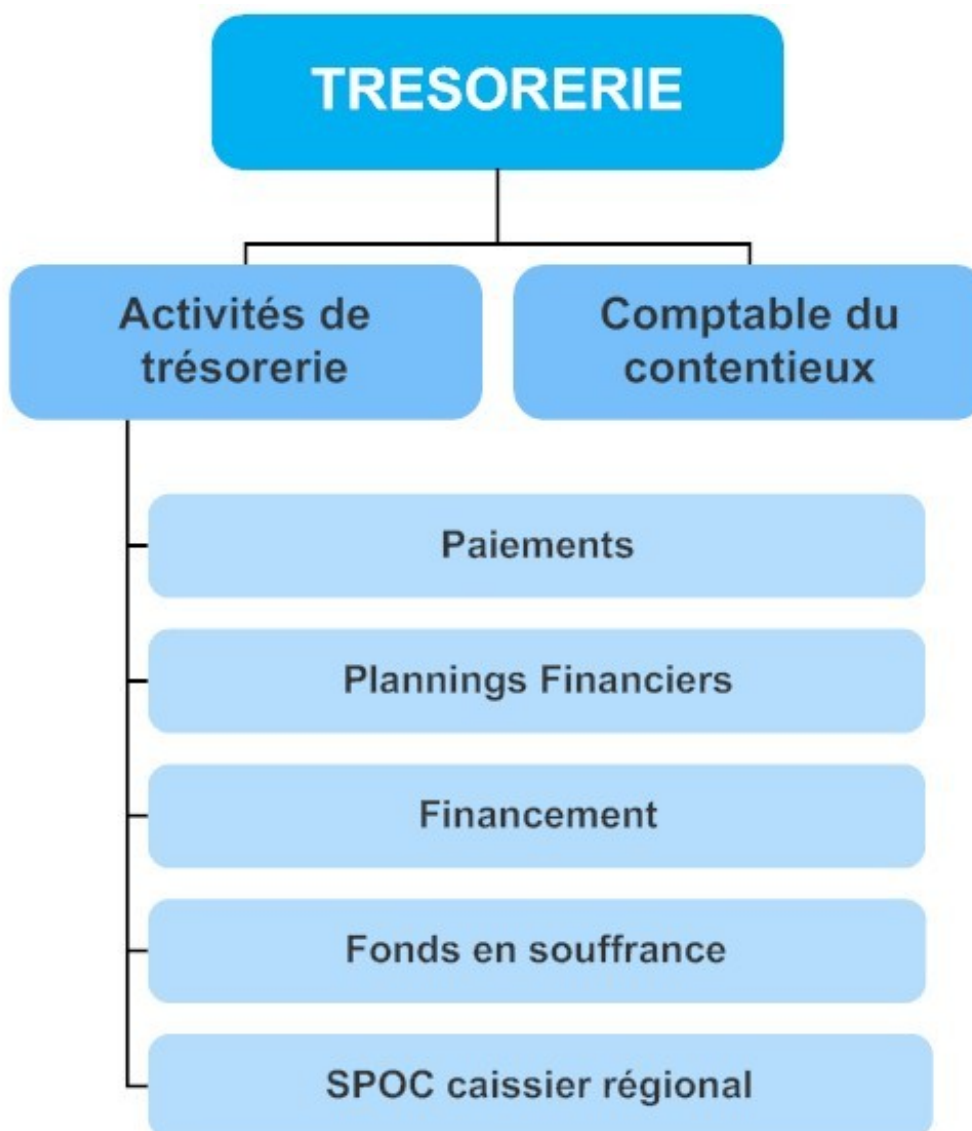 TRESORERIE
Activités de
trésorerie
Comptable du
contentieux
Paiements
Plannings Financiers
Financement
Fonds en souffrance
SPOC caissier régional